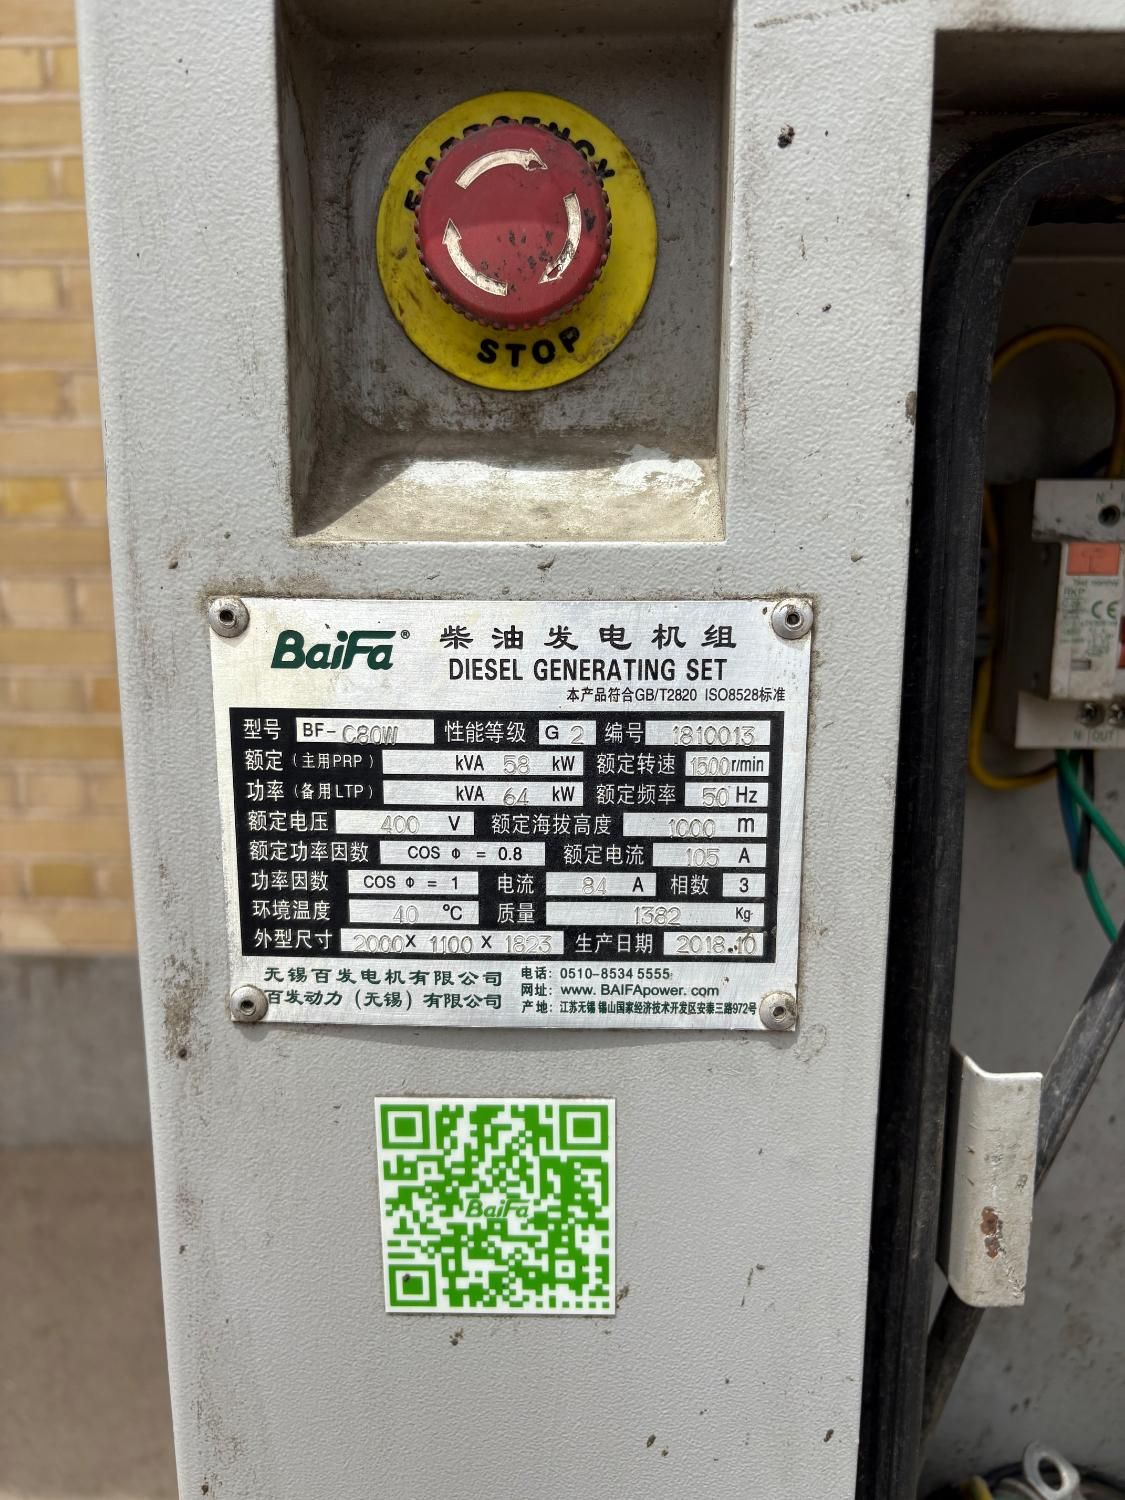 EMERGENCY
STOP
BaiFa® 柴油发电机组
DIESEL GENERATING SET
本产品符合GB/T2820 ISO8528标准
型号 BF-C80W 性能等级 G 2 编号 1810013
额定（主用PRP） kVA 58 kW 额定转速 1500 r/min
功率（备用LTP） kVA 64 kW 额定频率 50 Hz
额定电压 400 V 额定海拔高度 1000 m
额定功率因数 COS Φ = 0.8 额定电流 105 A
功率因数 COS Φ = 1 电流 84 A 相数 3
环境温度 40 °C 质量 1382 Kg
外型尺寸 2000 X 1100 X 1823 生产日期 2018.10
无锡百发电机有限公司 电话: 0510-8534 5555
百发动力（无锡）有限公司 网址: www.BAIFApower.com
产地: 江苏无锡 锡山国家经济技术开发区安泰三路972号
BaiFa
N
CE
N OUT